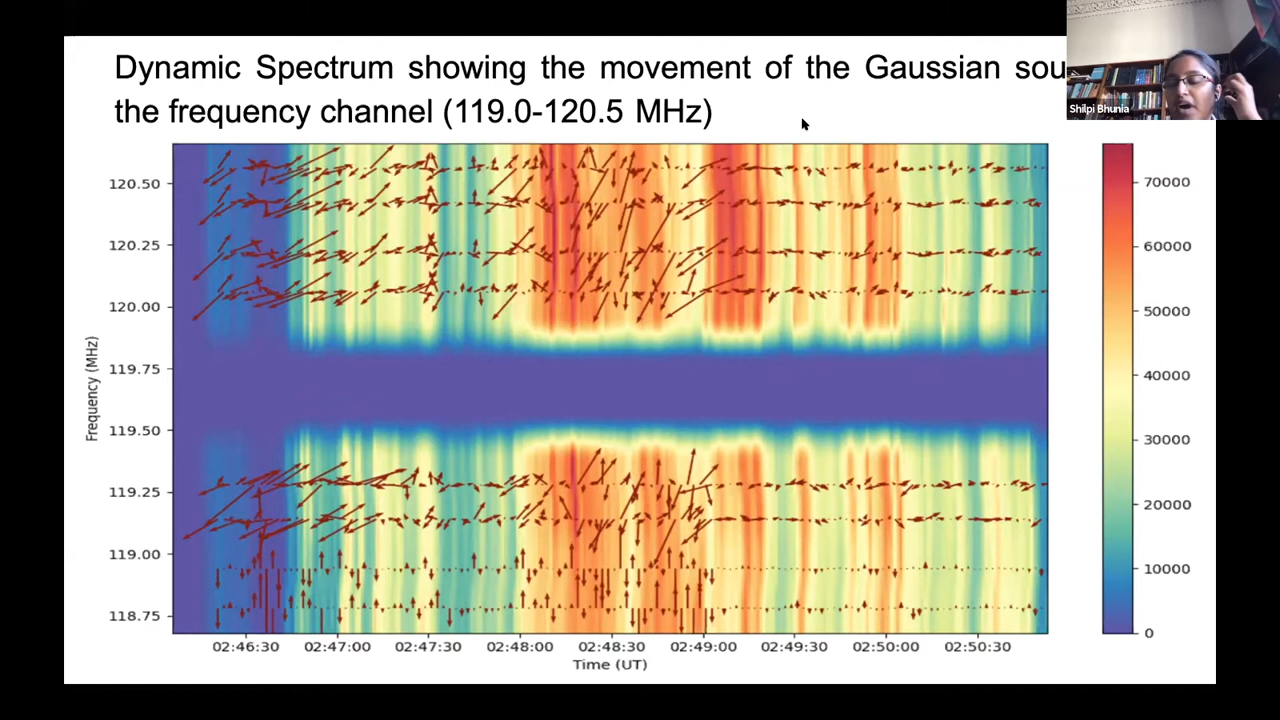 Dynamic Spectrum showing the movement of the Gaussian
the frequency channel (119.0-120.5 MHz)
Shilpi Bhunia
120.50
120.25
120.00
119.75
119.50
119.25
119.00
118.75
Frequency (MHz)
02:46:30 02:47:00 02:47:30 02:48:00 02:48:30 02:49:00 02:49:30 02:50:00 02:50:30
Time (UT)
70000
60000
50000
40000
30000
20000
10000
0